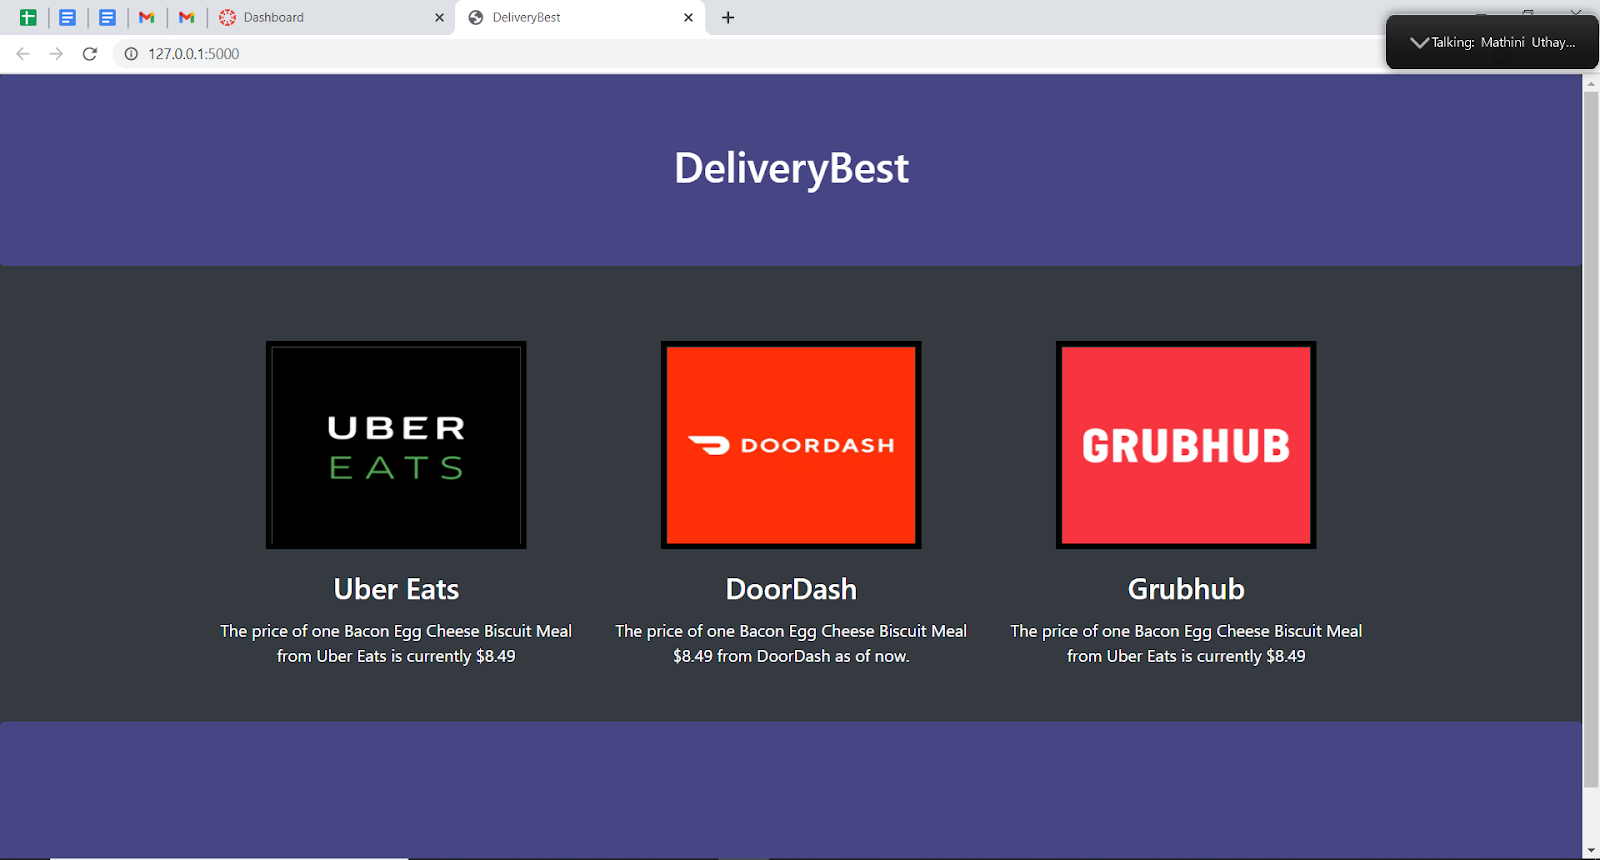 Dashboard
DeliveryBest
127.0.0.1:5000
Talking: Mathini Uthay...
DeliveryBest
UBER
EATS
DOORDASH
GRUBHUB
Uber Eats
DoorDash
Grubhub
The price of one Bacon Egg Cheese Biscuit Meal
from Uber Eats is currently $8.49
The price of one Bacon Egg Cheese Biscuit Meal
$8.49 from DoorDash as of now.
The price of one Bacon Egg Cheese Biscuit Meal
from Uber Eats is currently $8.49